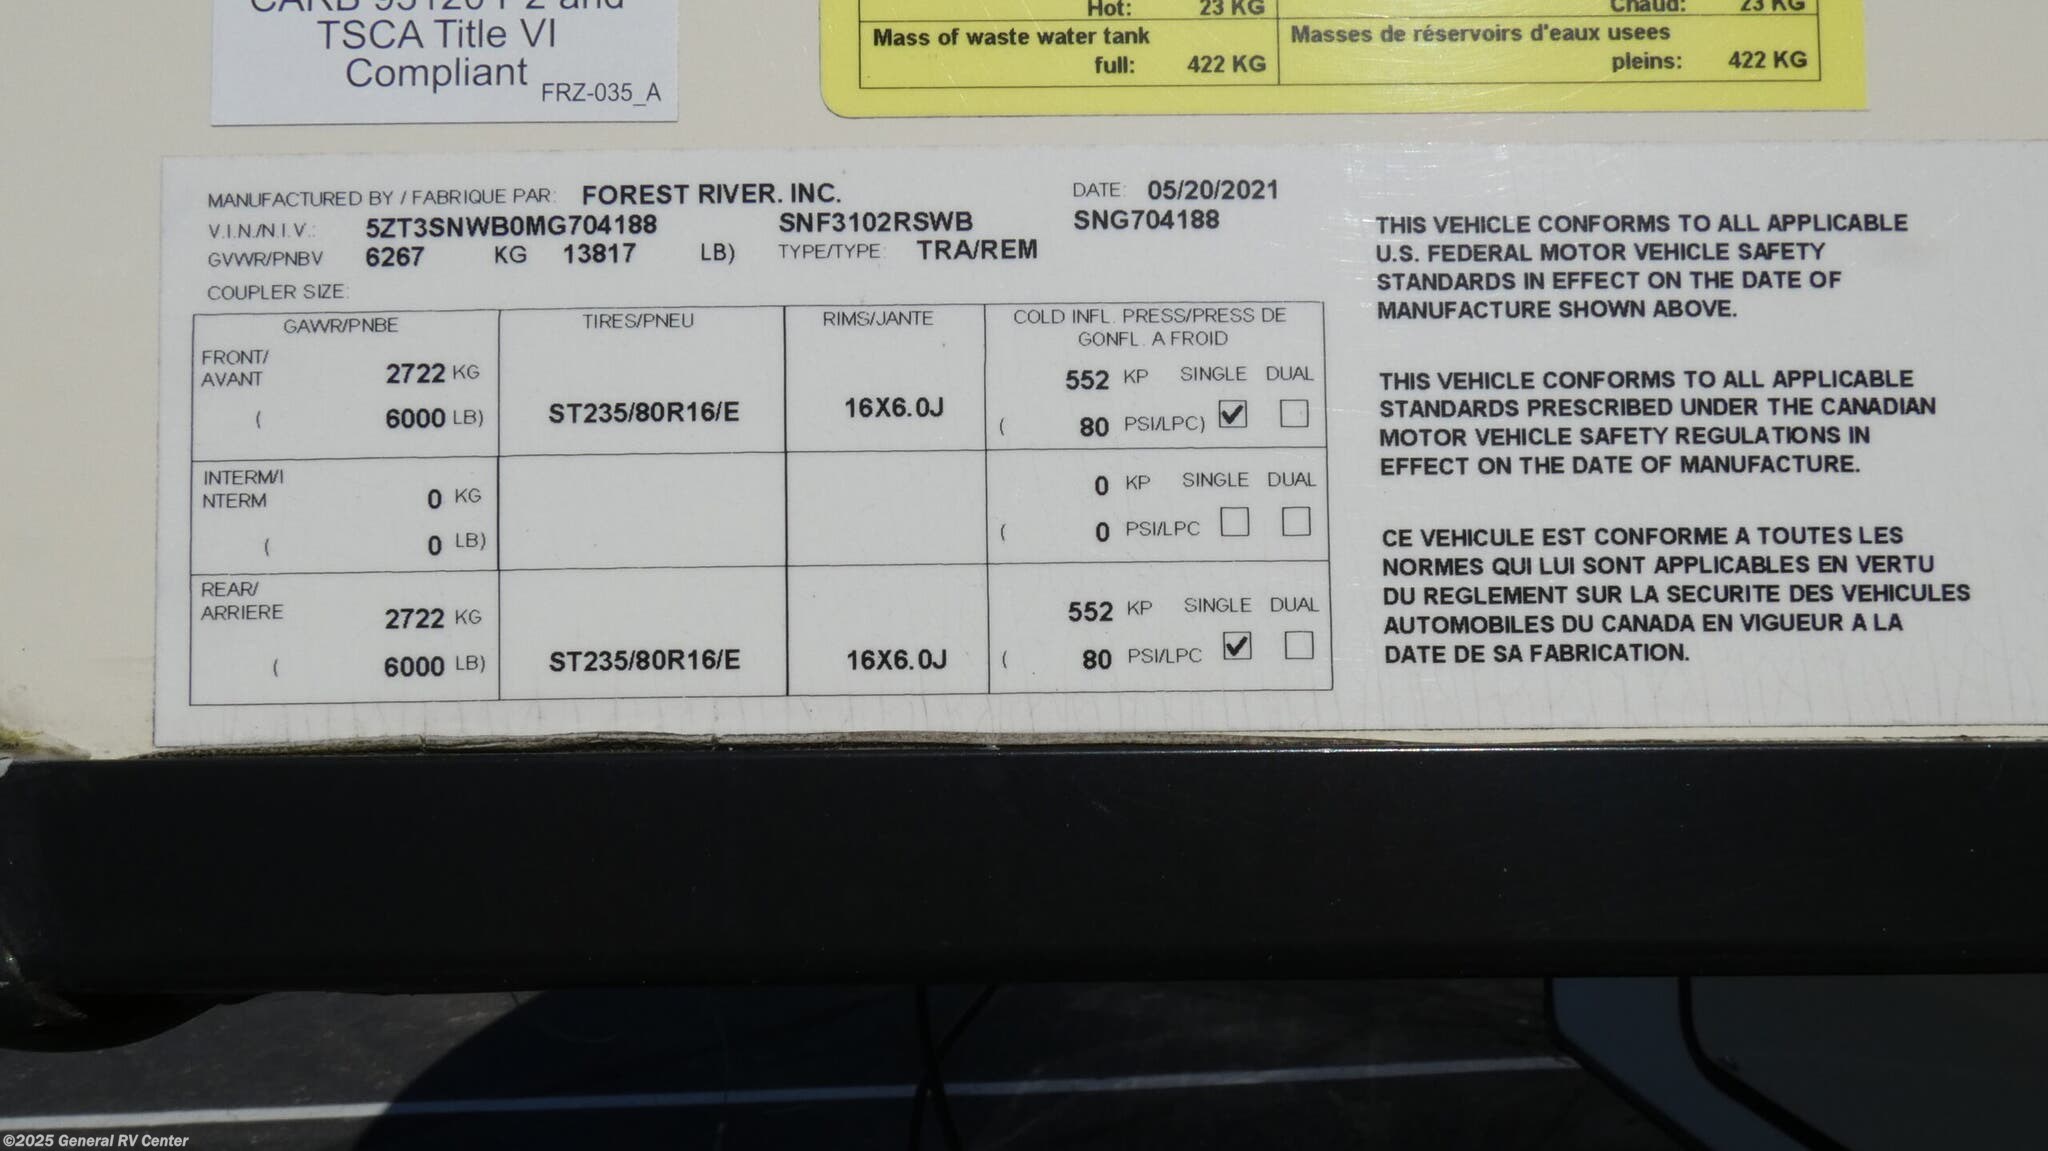 CARB 93120 P2 and
TSCA Title VI
Compliant FRZ-035_A
Hot: 23 KG Chaud: 23 KG
Mass of waste water tank Masses de réservoirs d'eaux usees
full: 422 KG pleins: 422 KG
MANUFACTURED BY / FABRIQUE PAR: FOREST RIVER. INC. DATE: 05/20/2021
V.I.N./N.I.V.: 5ZT3SNWB0MG704188 SNF3102RSWB SNG704188
GVWR/PNBV 6267 KG 13817 LB) TYPE/TYPE: TRA/REM
COUPLER SIZE:
GAWR/PNBE TIRES/PNEU RIMS/JANTE COLD INFL. PRESS/PRESS DE
GONFL. A FROID
FRONT/
AVANT 2722 KG 552 KP SINGLE DUAL
( 6000 LB) ST235/80R16/E 16X6.0J ( 80 PSI/LPC)
INTERM/I
NTERM 0 KG 0 KP SINGLE DUAL
( 0 LB) ( 0 PSI/LPC
REAR/
ARRIERE 2722 KG 552 KP SINGLE DUAL
( 6000 LB) ST235/80R16/E 16X6.0J ( 80 PSI/LPC
THIS VEHICLE CONFORMS TO ALL APPLICABLE
U.S. FEDERAL MOTOR VEHICLE SAFETY
STANDARDS IN EFFECT ON THE DATE OF
MANUFACTURE SHOWN ABOVE.
THIS VEHICLE CONFORMS TO ALL APPLICABLE
STANDARDS PRESCRIBED UNDER THE CANADIAN
MOTOR VEHICLE SAFETY REGULATIONS IN
EFFECT ON THE DATE OF MANUFACTURE.
CE VEHICULE EST CONFORME A TOUTES LES
NORMES QUI LUI SONT APPLICABLES EN VERTU
DU REGLEMENT SUR LA SECURITE DES VEHICULES
AUTOMOBILES DU CANADA EN VIGUEUR A LA
DATE DE SA FABRICATION.
©2025 General RV Center